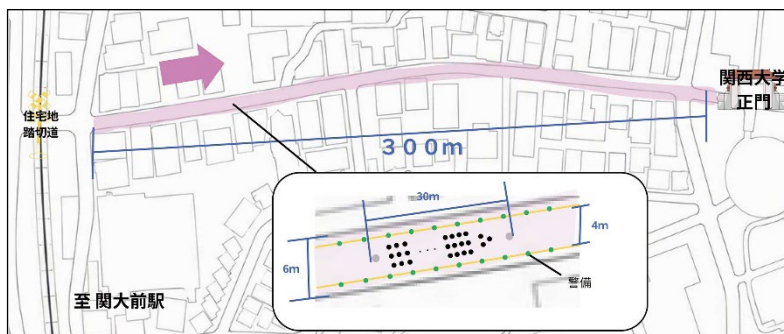 関西大学
正門
住宅地
踏切道
300m
30m
4m
6m
警備
至 関大前駅